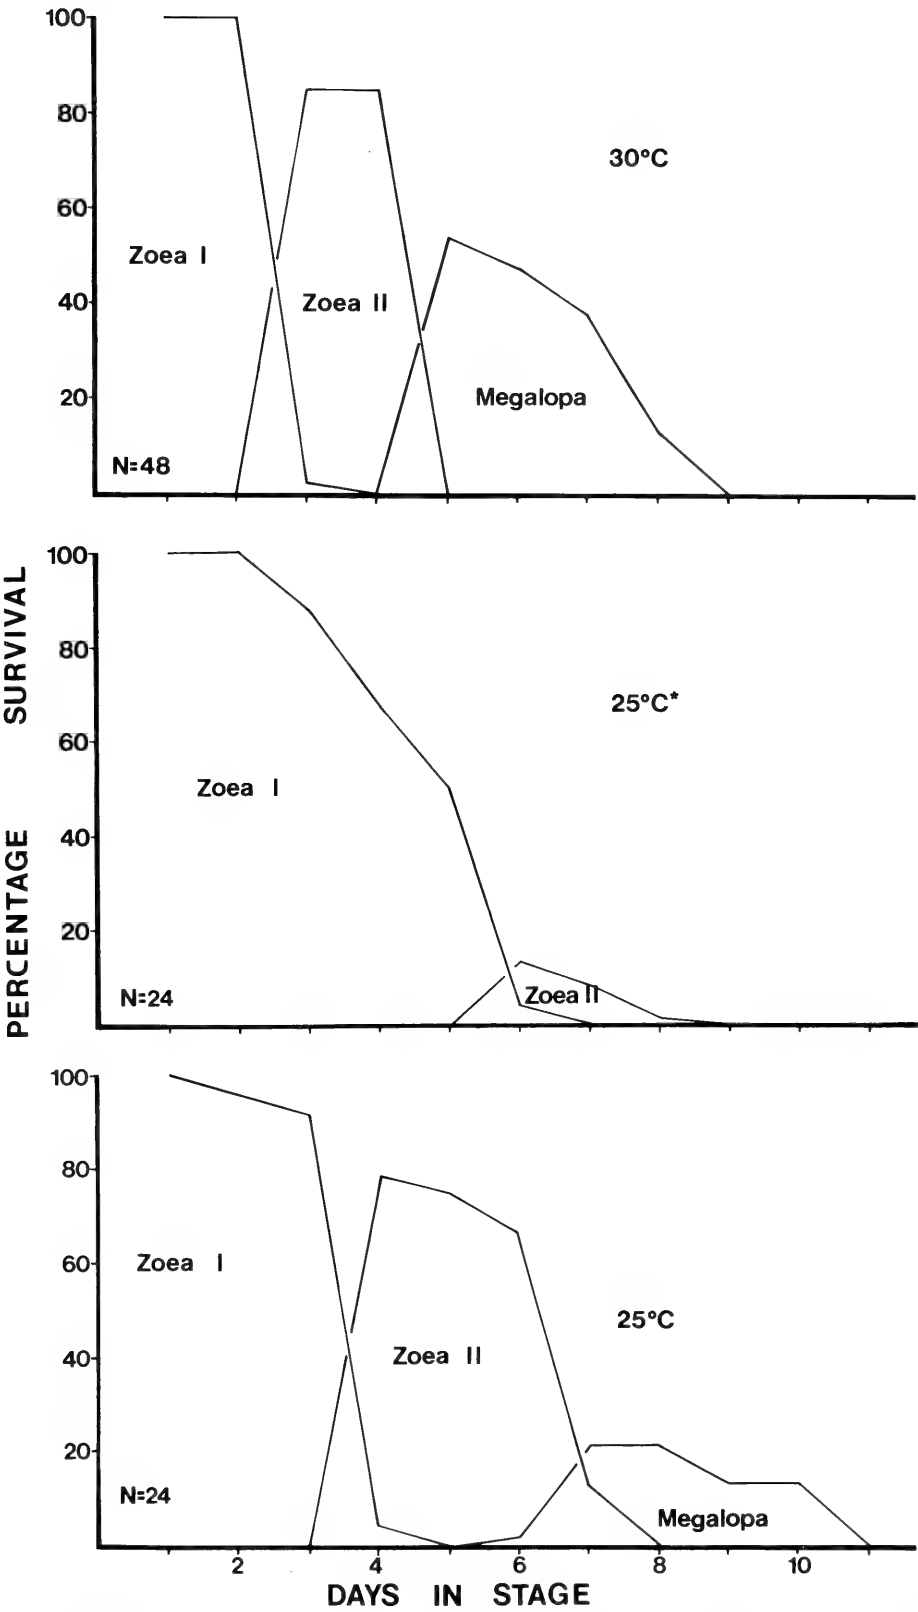 100
80
60
40
20
30°C
Zoea I
Zoea II
Megalopa
N=48
PERCENTAGE SURVIVAL
100
80
60
40
20
25°C*
Zoea I
Zoea II
N=24
100
80
60
40
20
Zoea I
25°C
Zoea II
N=24
Megalopa
2 4 6 8 10
DAYS IN STAGE